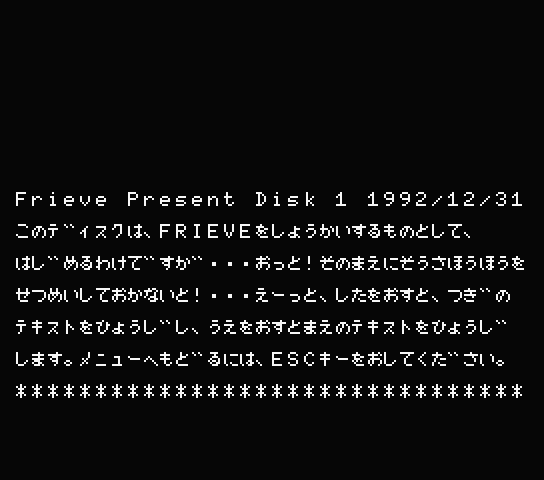 Frieve Present Disk 1 1992/12/31
このテ゛ィスクは、FRIEVEをしょうかいするものとして、
はし゛めるわけて゛すか゛・・・おっと!そのまえにそうさほうほうを
せつめいしておかないと!・・・えーっと、したをおすと、つき゛の
テキストをひょうし゛し、うえをおすとまえのテキストをひょうし゛
します。メニューへもと゛るには、ESCキーをおしてくた゛さい。
********************************